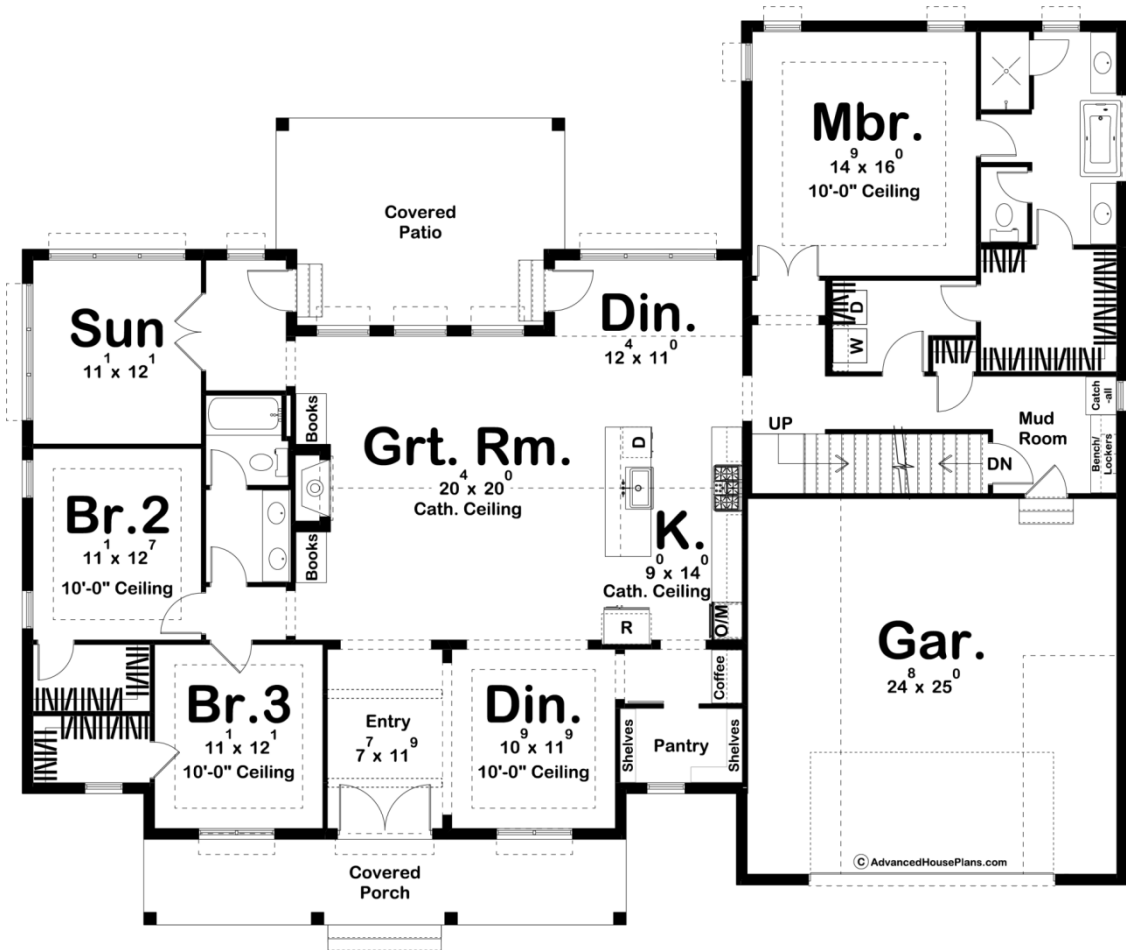 Mbr.
14⁹ x 16⁰
10'-0" Ceiling
Covered
Patio
Sun
11¹ x 12¹
Din.
12⁴ x 11⁰
D
W
Books
Grt. Rm.
20⁴ x 20⁰
Cath. Ceiling
D
UP
DN
Mud
Room
Catch
-all
Bench/
Lockers
Br.2
11¹ x 12⁷
10'-0" Ceiling
Books
K.
9⁰ x 14⁰
Cath. Ceiling
R
O/M
Gar.
24⁸ x 25⁰
Br.3
11¹ x 12¹
10'-0" Ceiling
Entry
7⁷ x 11⁹
Din.
10⁹ x 11⁹
10'-0" Ceiling
Coffee
Shelves
Pantry
Shelves
Covered
Porch
© AdvancedHousePlans.com